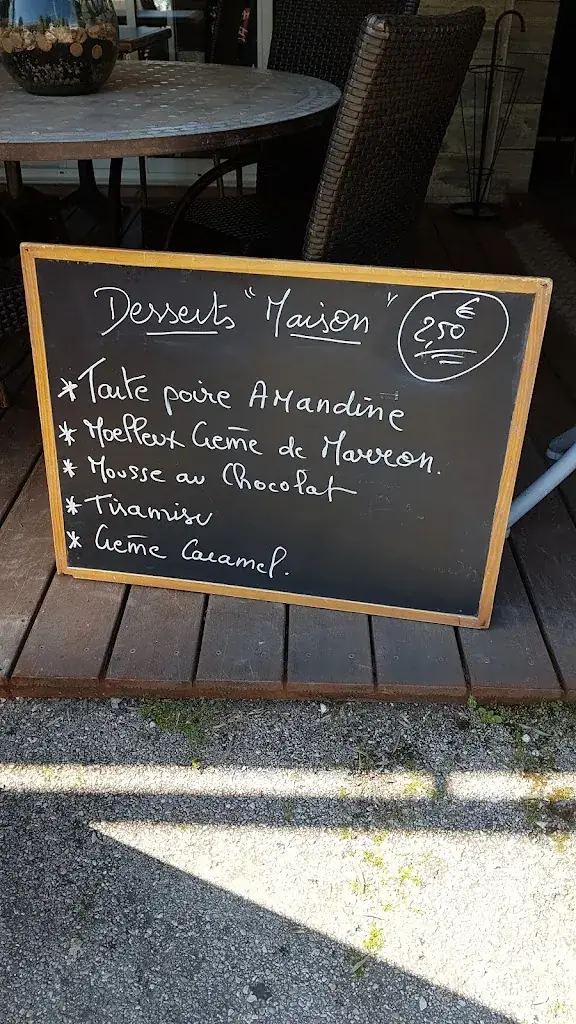 Desserts "Maison" 2,50 €
* Tarte poire Amandine
* Moelleux Crème de Marron.
* Mousse au Chocolat
* Tiramisu
* Crème Caramel.